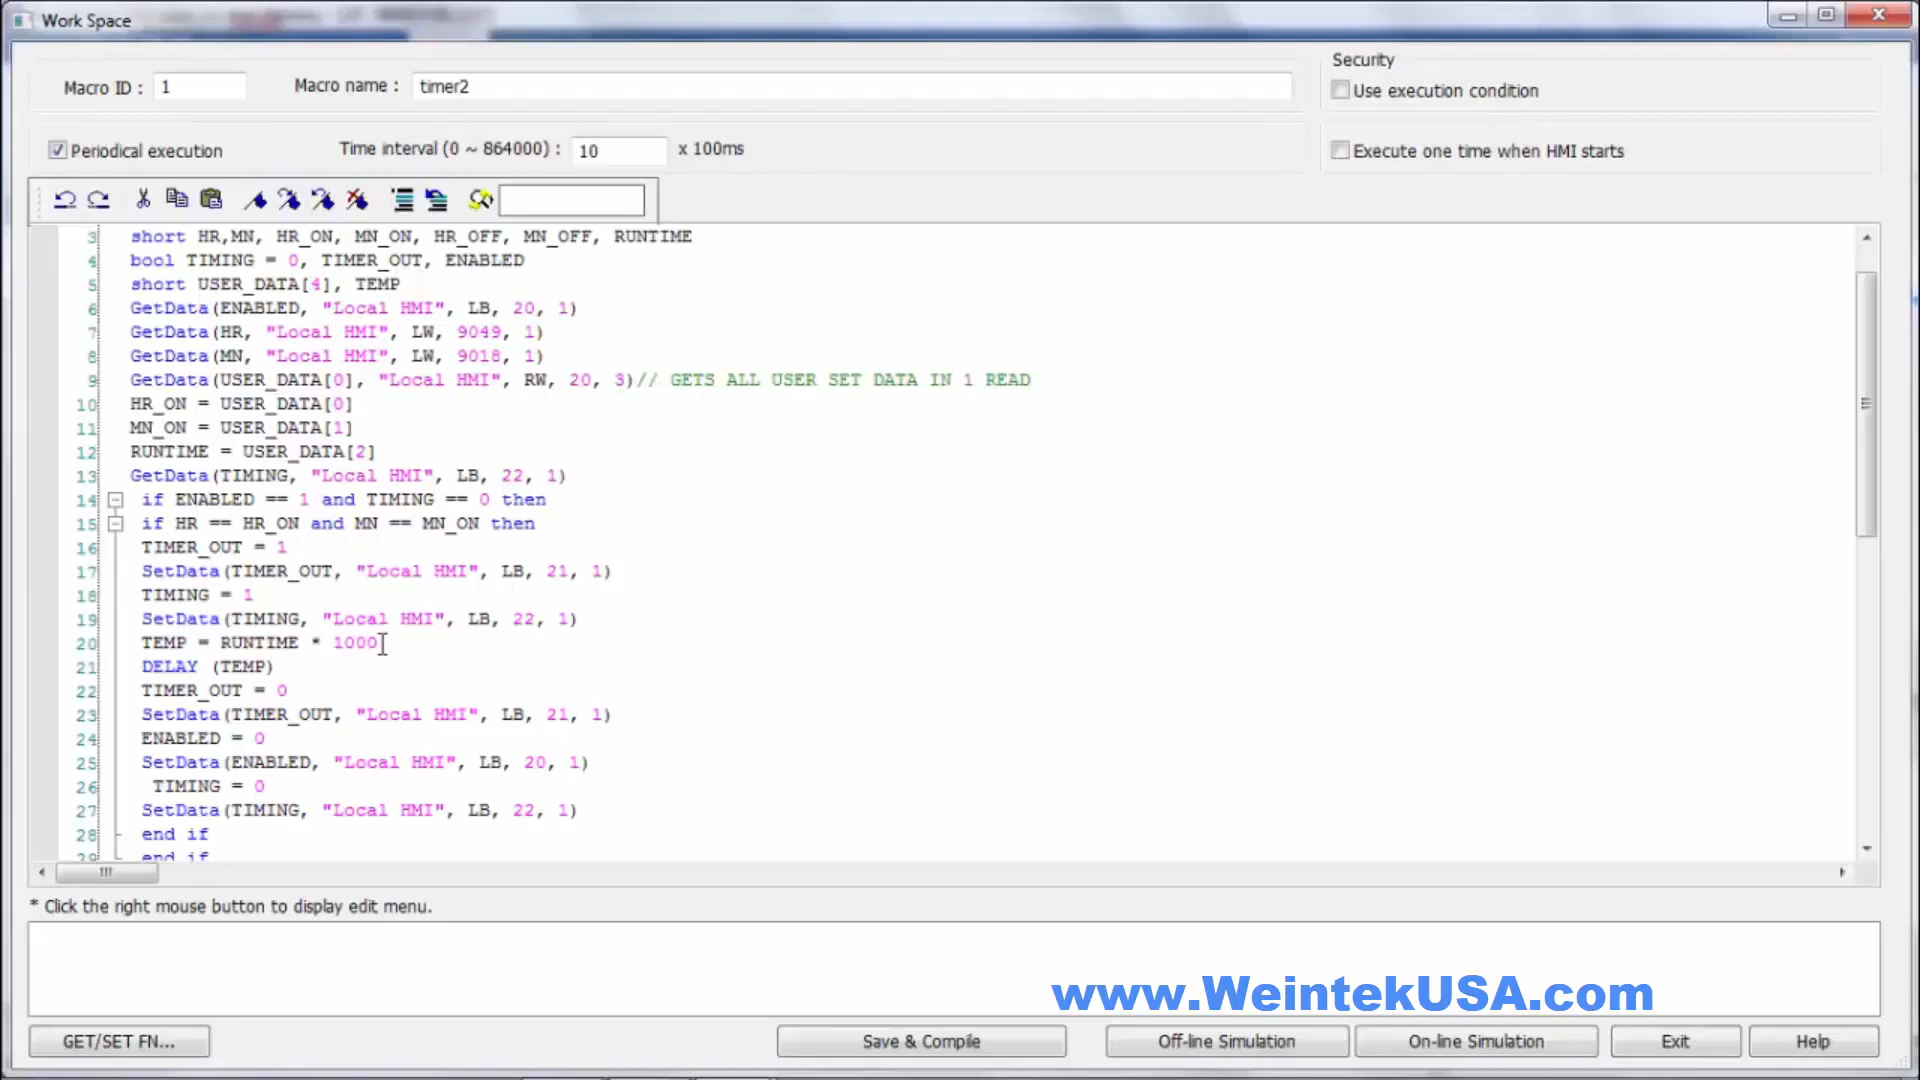 Work Space
Macro ID : 1 Macro name : timer2
Security
Use execution condition
Periodical execution Time interval (0 ~ 864000) : 10 x 100ms
Execute one time when HMI starts
3 short HR,MN, HR_ON, MN_ON, HR_OFF, MN_OFF, RUNTIME
4 bool TIMING = 0, TIMER_OUT, ENABLED
5 short USER_DATA[4], TEMP
6 GetData(ENABLED, "Local HMI", LB, 20, 1)
7 GetData(HR, "Local HMI", LW, 9049, 1)
8 GetData(MN, "Local HMI", LW, 9018, 1)
9 GetData(USER_DATA[0], "Local HMI", RW, 20, 3)// GETS ALL USER SET DATA IN 1 READ
10 HR_ON = USER_DATA[0]
11 MN_ON = USER_DATA[1]
12 RUNTIME = USER_DATA[2]
13 GetData(TIMING, "Local HMI", LB, 22, 1)
14 if ENABLED == 1 and TIMING == 0 then
15 if HR == HR_ON and MN == MN_ON then
16 TIMER_OUT = 1
17 SetData(TIMER_OUT, "Local HMI", LB, 21, 1)
18 TIMING = 1
19 SetData(TIMING, "Local HMI", LB, 22, 1)
20 TEMP = RUNTIME * 1000
21 DELAY (TEMP)
22 TIMER_OUT = 0
23 SetData(TIMER_OUT, "Local HMI", LB, 21, 1)
24 ENABLED = 0
25 SetData(ENABLED, "Local HMI", LB, 20, 1)
26 TIMING = 0
27 SetData(TIMING, "Local HMI", LB, 22, 1)
28 end if
29 end if
* Click the right mouse button to display edit menu.
www.WeintekUSA.com
GET/SET FN... Save & Compile Off-line Simulation On-line Simulation Exit Help